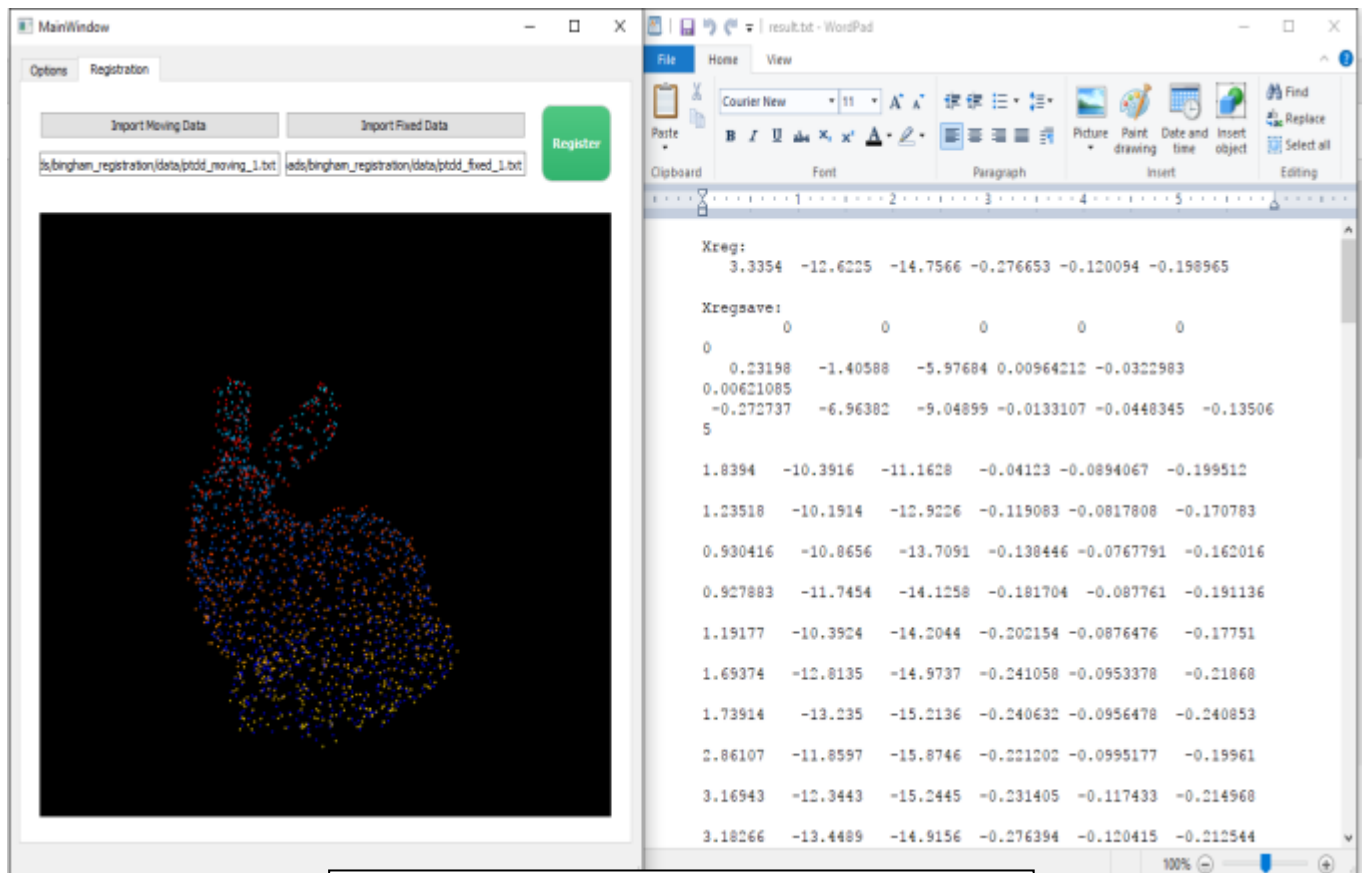 MainWindow
Options Registration
Import Moving Data Import Fixed Data
Register
ds/bingham_registration/data/ptdd_moving_1.txt
oads/bingham_registration/data/ptdd_fixed_1.txt
result.txt - WordPad
File Home View
Paste
Courier New 11 A A
B I U abc X₂ X² A
Picture Paint drawing Date and time Insert object
Find
Replace
Select all
Clipboard Font Paragraph Insert Editing
1 2 3 4 5
Xreg:
3.3354 -12.6225 -14.7566 -0.276653 -0.120094 -0.198965
Xregsave:
0 0 0 0 0
0
0.23198 -1.40588 -5.97684 0.00964212 -0.0322983
0.00621085
-0.272737 -6.96382 -9.04899 -0.0133107 -0.0448345 -0.13506
5
1.8394 -10.3916 -11.1628 -0.04123 -0.0894067 -0.199512
1.23518 -10.1914 -12.9226 -0.119083 -0.0817808 -0.170783
0.930416 -10.8656 -13.7091 -0.138446 -0.0767791 -0.162016
0.927883 -11.7454 -14.1258 -0.181704 -0.087761 -0.191136
1.19177 -10.3924 -14.2044 -0.202154 -0.0876476 -0.17751
1.69374 -12.8135 -14.9737 -0.241058 -0.0953378 -0.21868
1.73914 -13.235 -15.2136 -0.240632 -0.0956478 -0.240853
2.86107 -11.8597 -15.8746 -0.221202 -0.0995177 -0.19961
3.16943 -12.3443 -15.2445 -0.231405 -0.117433 -0.214968
3.18266 -13.4489 -14.9156 -0.276394 -0.120415 -0.212544
100%